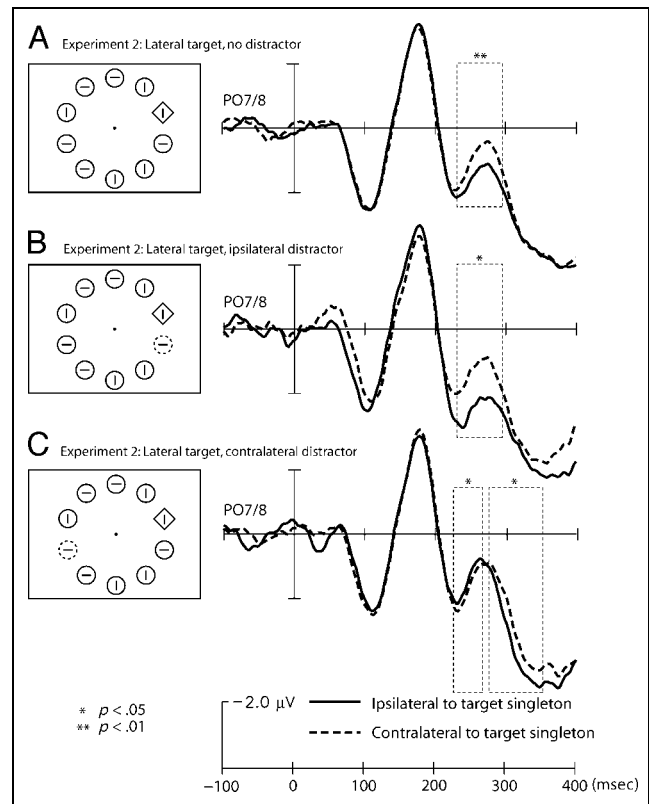 A Experiment 2: Lateral target, no distractor
PO7/8
**
B Experiment 2: Lateral target, ipsilateral distractor
PO7/8
*
C Experiment 2: Lateral target, contralateral distractor
PO7/8
* *
* p < .05
** p < .01
−2.0 μV
Ipsilateral to target singleton
Contralateral to target singleton
−100 0 100 200 300 400 (msec)